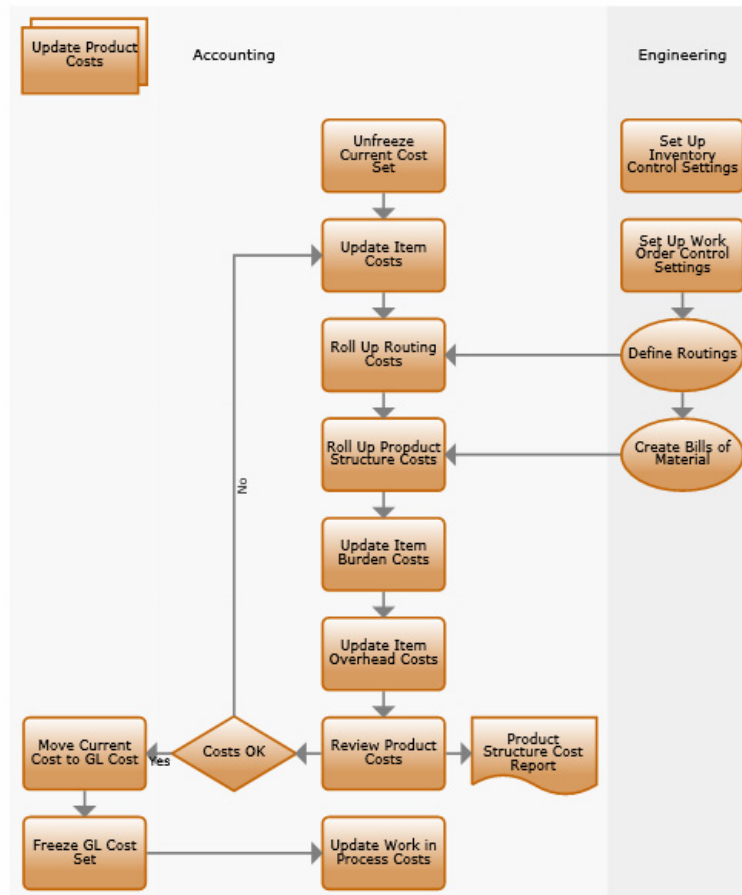 Update Product
Costs
Accounting
Engineering
Unfreeze
Current Cost
Set
Set Up
Inventory
Control Settings
Update Item
Costs
Set Up Work
Order Control
Settings
Roll Up Routing
Costs
Define Routings
Roll Up Propduct
Structure Costs
Create Bills of
Material
No
Update Item
Burden Costs
Update Item
Overhead Costs
Move Current
Cost to GL Cost
Yes
Costs OK
Review Product
Costs
Product
Structure Cost
Report
Freeze GL Cost
Set
Update Work in
Process Costs